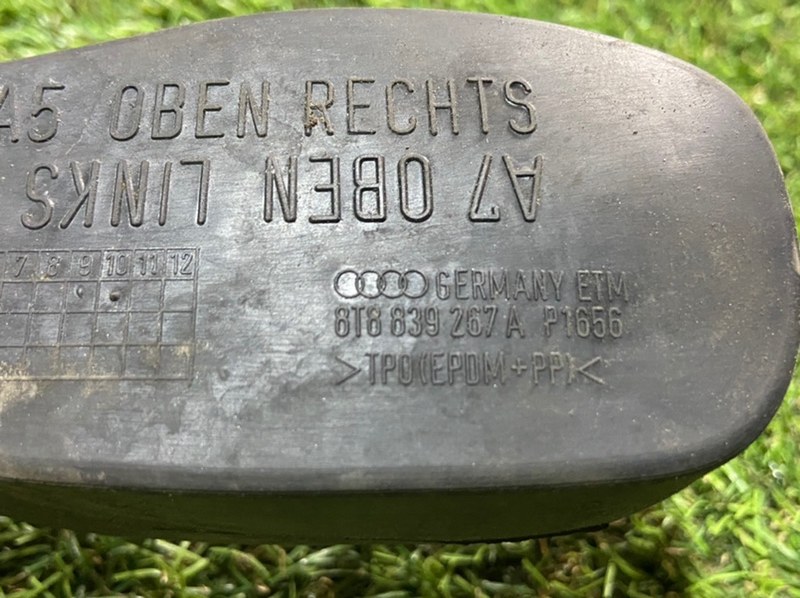 A5 OBEN RECHTS
A7 OBEN LINKS
7 8 9 10 11 12
GERMANY ETM
8T8 839 267 A P1656
>TPO(EPDM+PP)<